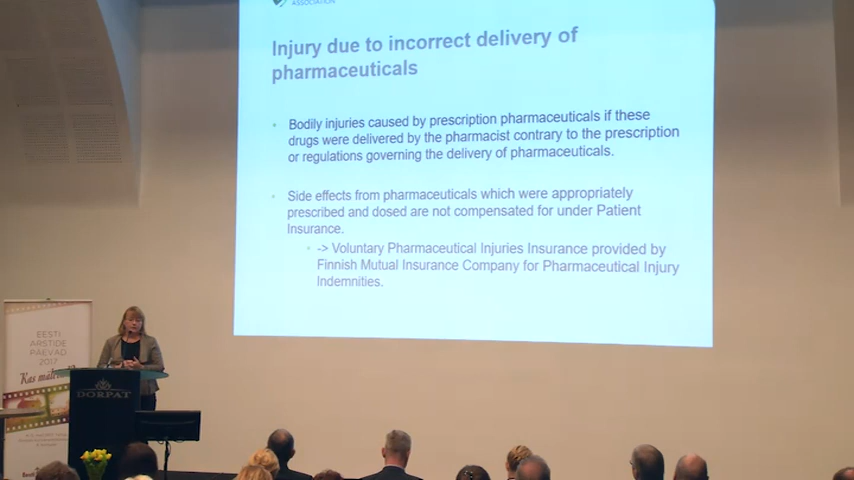 ASSOCIATION
Injury due to incorrect delivery of
pharmaceuticals
Bodily injuries caused by prescription pharmaceuticals if these
drugs were delivered by the pharmacist contrary to the prescription
or regulations governing the delivery of pharmaceuticals.
Side effects from pharmaceuticals which were appropriately
prescribed and dosed are not compensated for under Patient
Insurance.
-> Voluntary Pharmaceutical Injuries Insurance provided by
Finnish Mutual Insurance Company for Pharmaceutical Injury
Indemnities.
EESTI
ARSTIDE
PÄEVAD
2017
Kas
DORPAT